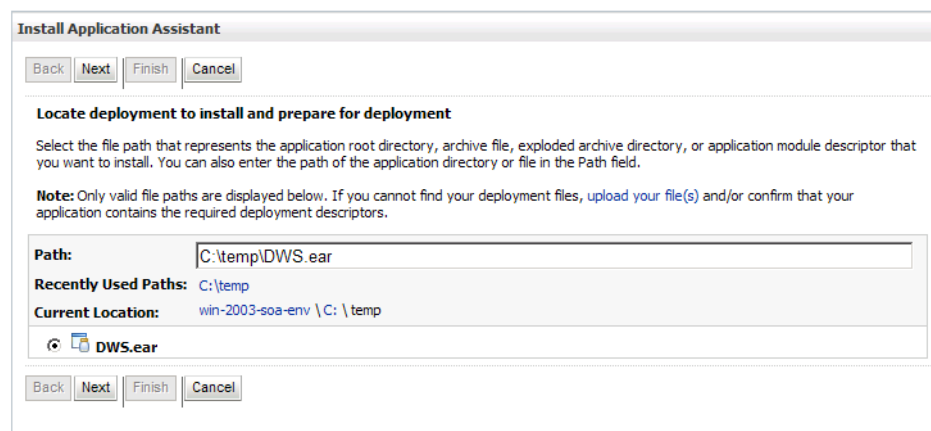 Install Application Assistant
Back Next Finish Cancel
Locate deployment to install and prepare for deployment
Select the file path that represents the application root directory, archive file, exploded archive directory, or application module descriptor that
you want to install. You can also enter the path of the application directory or file in the Path field.
Note: Only valid file paths are displayed below. If you cannot find your deployment files, upload your file(s) and/or confirm that your
application contains the required deployment descriptors.
Path: C:\temp\DWS.ear
Recently Used Paths: C:\temp
Current Location: win-2003-soa-env \ C: \ temp
DWS.ear
Back Next Finish Cancel